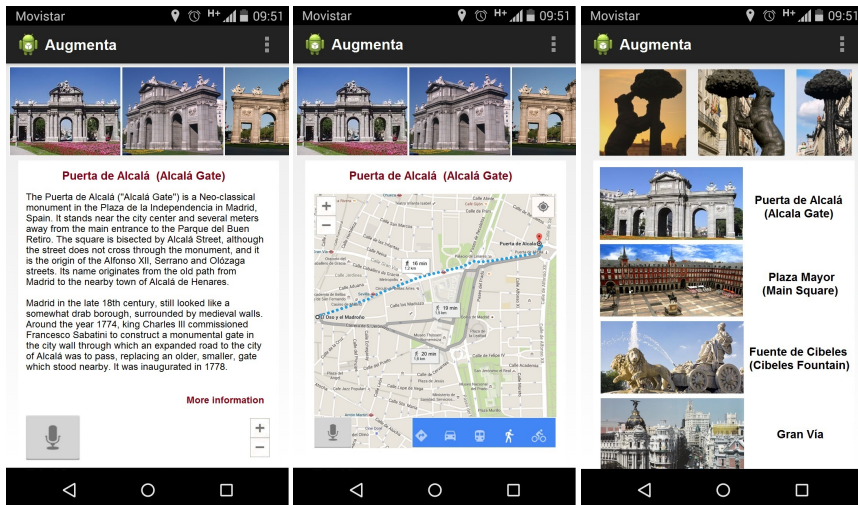 Movistar H+ 09:51
Augmenta
Puerta de Alcalá (Alcalá Gate)
The Puerta de Alcalá ("Alcalá Gate") is a Neo-classical
monument in the Plaza de la Independencia in Madrid,
Spain. It stands near the city center and several meters
away from the main entrance to the Parque del Buen
Retiro. The square is bisected by Alcalá Street, although
the street does not cross through the monument, and it
is the origin of the Alfonso XII, Serrano and Olózaga
streets. Its name originates from the old path from
Madrid to the nearby town of Alcalá de Henares.
Madrid in the late 18th century, still looked like a
somewhat drab borough, surrounded by medieval walls.
Around the year 1774, king Charles III commissioned
Francesco Sabatini to construct a monumental gate in
the city wall through which an expanded road to the city
of Alcalá was to pass, replacing an older, smaller, gate
which stood nearby. It was inaugurated in 1778.
More information
+
−
Movistar H+ 09:51
Augmenta
Puerta de Alcalá (Alcalá Gate)
+
−
Puerta de Alcalá
16 min
El Oso y el Madroño
19 min
20 min
Movistar H+ 09:51
Augmenta
Puerta de Alcalá
(Alcala Gate)
Plaza Mayor
(Main Square)
Fuente de Cibeles
(Cibeles Fountain)
Gran Vía